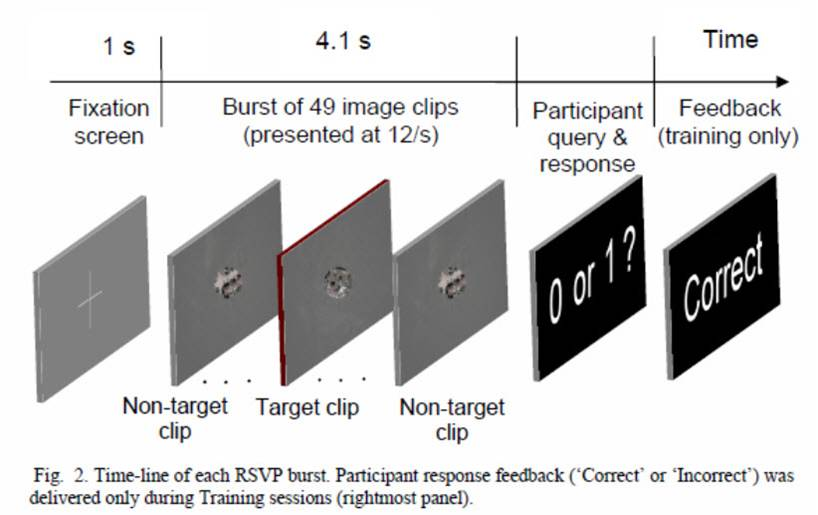 1 s
4.1 s
Time
Fixation
screen
Burst of 49 image clips
(presented at 12/s)
Participant
query &
response
Feedback
(training only)
0 or 1 ?
Correct
. . .
. . .
Non-target
clip
Target clip
Non-target
clip
Fig. 2. Time-line of each RSVP burst. Participant response feedback (‘Correct’ or ‘Incorrect’) was
delivered only during Training sessions (rightmost panel).